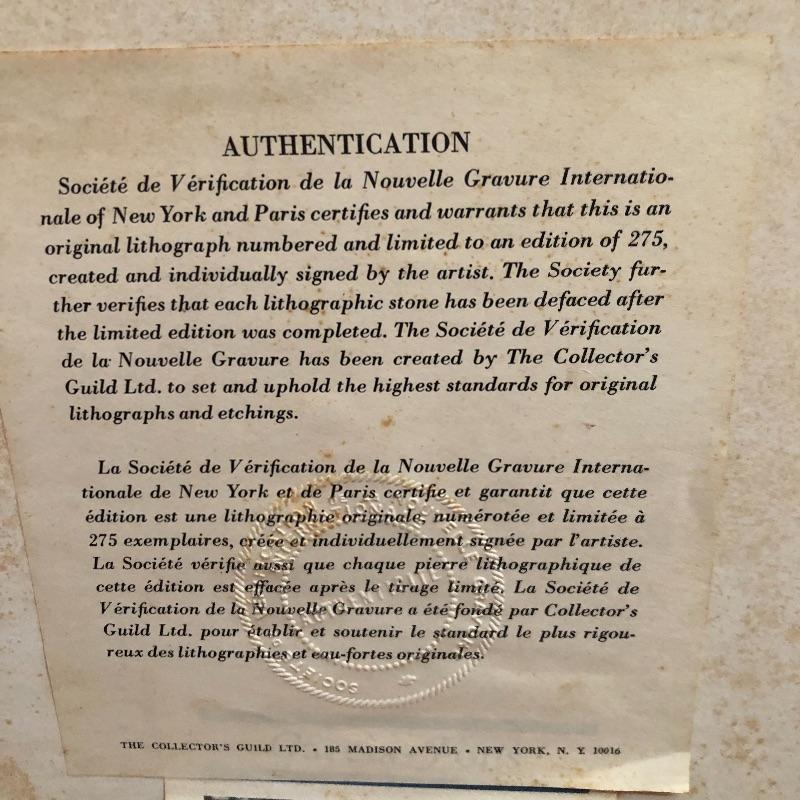 AUTHENTICATION
Société de Vérification de la Nouvelle Gravure Internatio-
nale of New York and Paris certifies and warrants that this is an
original lithograph numbered and limited to an edition of 275,
created and individually signed by the artist. The Society fur-
ther verifies that each lithographic stone has been defaced after
the limited edition was completed. The Société de Vérification
de la Nouvelle Gravure has been created by The Collector's
Guild Ltd. to set and uphold the highest standards for original
lithographs and etchings.
La Société de Vérification de la Nouvelle Gravure Interna-
tionale de New York et de Paris certifie et garantit que cette
édition est une lithographie originale, numérotée et limitée à
275 exemplaires, créée et individuellement signée par l'artiste.
La Société vérifie aussi que chaque pierre lithographique de
cette édition est effacée après le tirage limité. La Société de
Vérification de la Nouvelle Gravure a été fondé par Collector's
Guild Ltd. pour établir et soutenir le standard le plus rigou-
reux des lithographies et eau-fortes originales.
THE COLLECTOR'S GUILD LTD. • 185 MADISON AVENUE • NEW YORK, N. Y. 10016